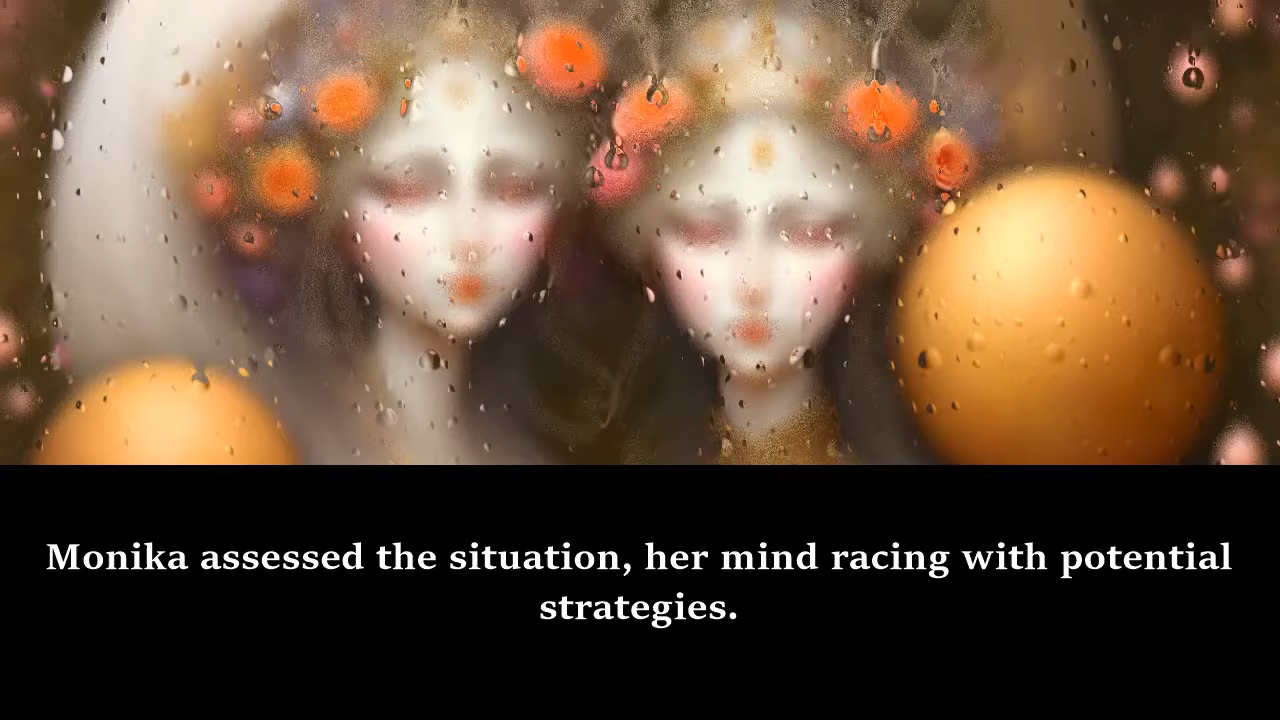 Monika assessed the situation, her mind racing with potential
strategies.